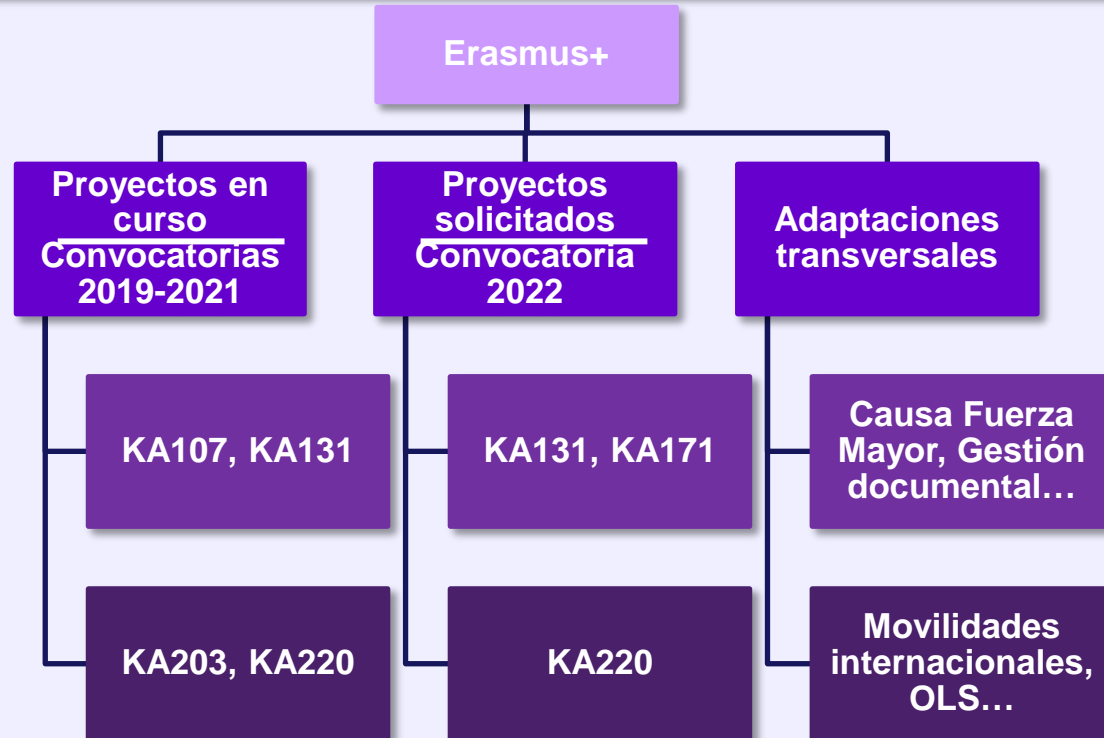 Erasmus+
Proyectos en
curso
Convocatorias
2019-2021
Proyectos
solicitados
Convocatoria
2022
Adaptaciones
transversales
KA107, KA131
KA131, KA171
Causa Fuerza
Mayor, Gestión
documental…
KA203, KA220
KA220
Movilidades
internacionales,
OLS…